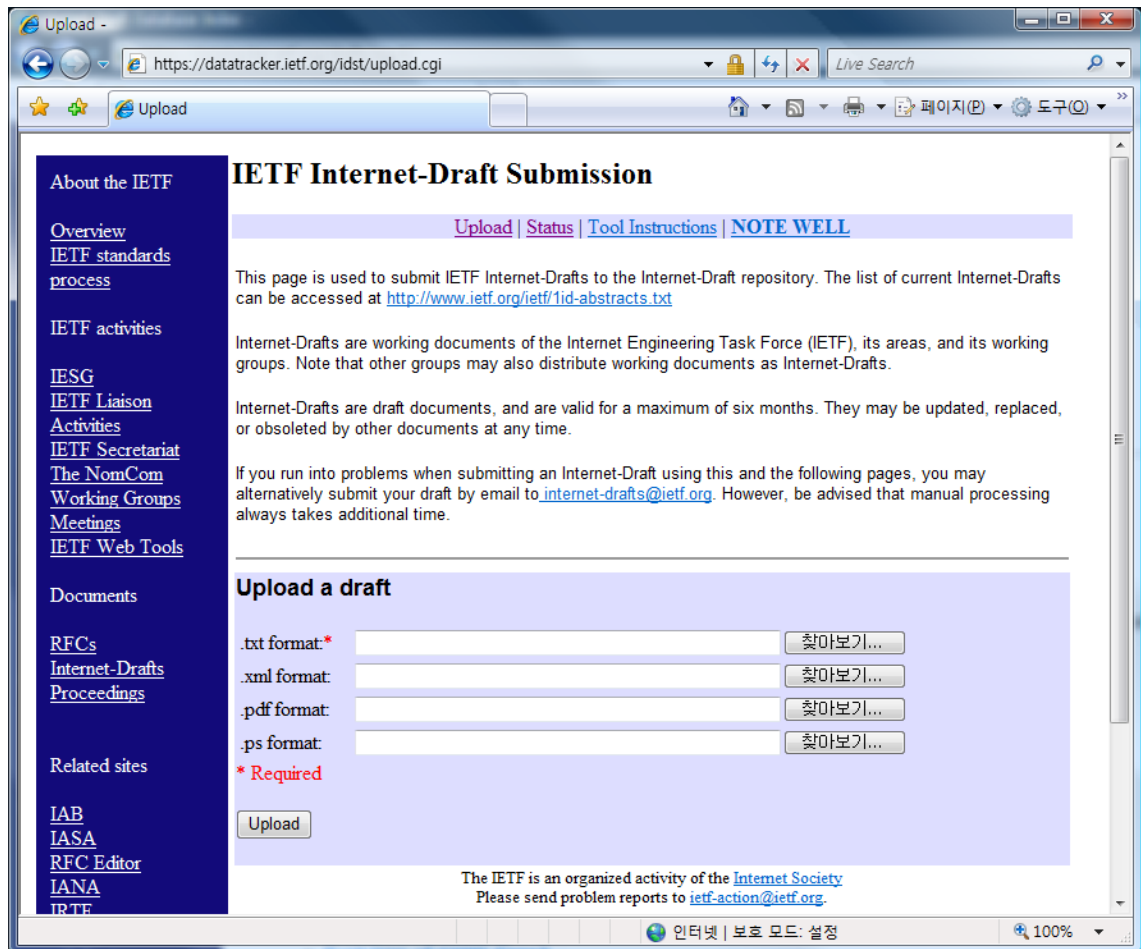 Upload -
https://datatracker.ietf.org/idst/upload.cgi
Live Search
Upload
페이지(P)
도구(O)
About the IETF
Overview
IETF standards
process
IETF activities
IESG
IETF Liaison
Activities
IETF Secretariat
The NomCom
Working Groups
Meetings
IETF Web Tools
Documents
RFCs
Internet-Drafts
Proceedings
Related sites
IAB
IASA
RFC Editor
IANA
IRTF
IETF Internet-Draft Submission
Upload | Status | Tool Instructions | NOTE WELL
This page is used to submit IETF Internet-Drafts to the Internet-Draft repository. The list of current Internet-Drafts
can be accessed at http://www.ietf.org/ietf/1id-abstracts.txt
Internet-Drafts are working documents of the Internet Engineering Task Force (IETF), its areas, and its working
groups. Note that other groups may also distribute working documents as Internet-Drafts.
Internet-Drafts are draft documents, and are valid for a maximum of six months. They may be updated, replaced,
or obsoleted by other documents at any time.
If you run into problems when submitting an Internet-Draft using this and the following pages, you may
alternatively submit your draft by email to internet-drafts@ietf.org. However, be advised that manual processing
always takes additional time.
Upload a draft
.txt format:* 찾아보기...
.xml format: 찾아보기...
.pdf format: 찾아보기...
.ps format: 찾아보기...
* Required
Upload
The IETF is an organized activity of the Internet Society
Please send problem reports to ietf-action@ietf.org.
인터넷 | 보호 모드: 설정
100%